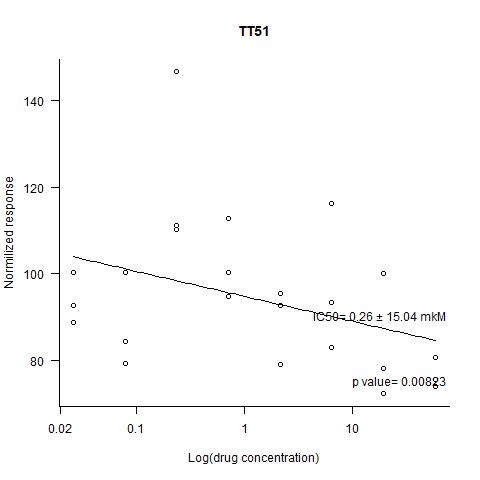 TT51
Normilized response
140
120
100
80
IC50= 0.26 ± 15.04 mkM
p value= 0.00823
0.02 0.1 1 10
Log(drug concentration)